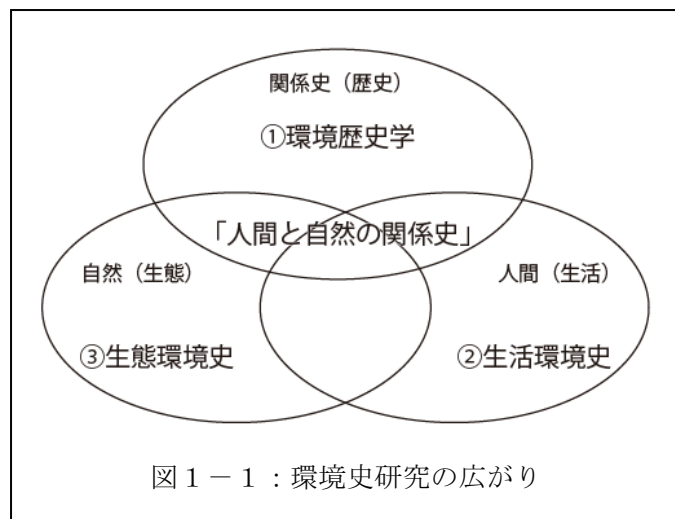 関係史（歴史）
①環境歴史学
「人間と自然の関係史」
自然（生態）
人間（生活）
③生態環境史
②生活環境史
図１－１：環境史研究の広がり